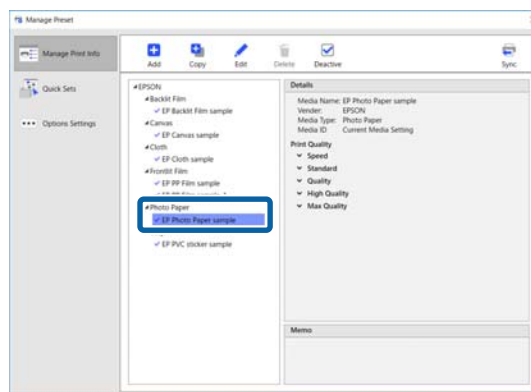 Manage Preset
Manage Print Info
Quick Sets
Options Settings
Add Copy Edit Delete Deactive Sync
EPSON
Backlit Film
EP Backlit Film sample
Canvas
EP Canvas sample
Cloth
EP Cloth sample
Frontlit Film
EP PP Film sample
Photo Paper
EP Photo Paper sample
EP PVC sticker sample
Details
Media Name: EP Photo Paper sample
Vender: EPSON
Media Type: Photo Paper
Media ID Current Media Setting
Print Quality
Speed
Standard
Quality
High Quality
Max Quality
Memo